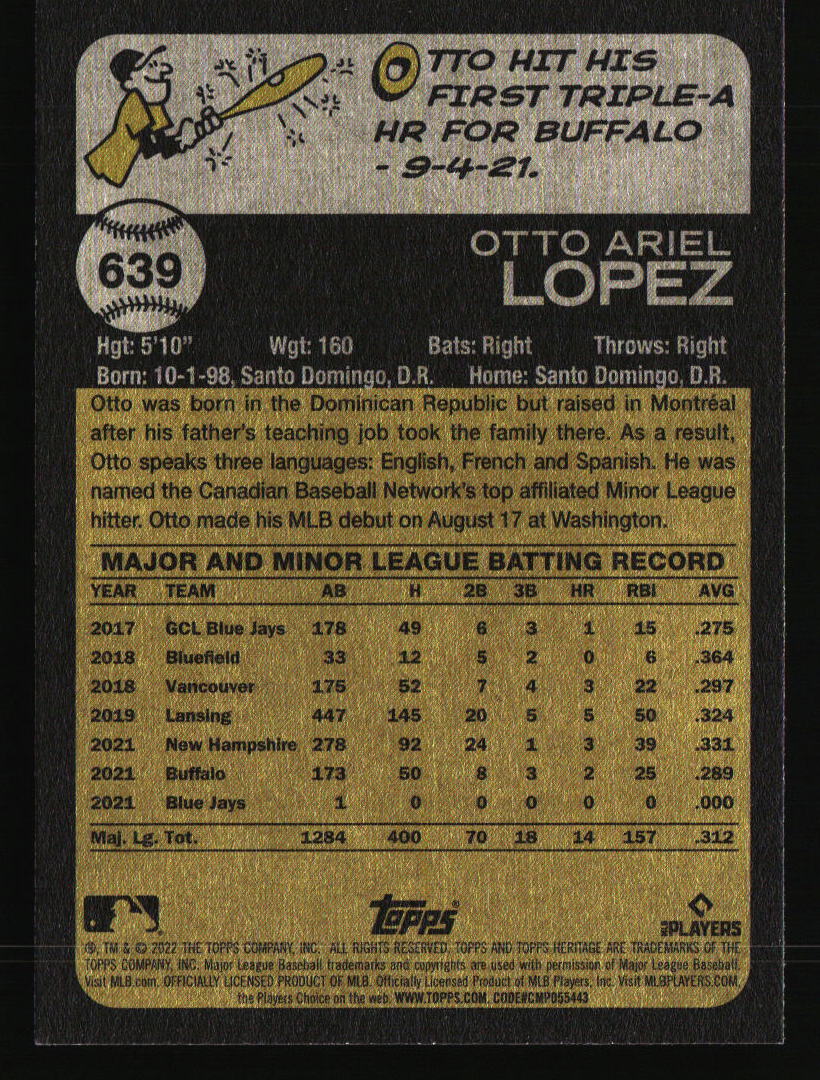 OTTO HIT HIS
FIRST TRIPLE-A
HR FOR BUFFALO
- 9-4-21.
639
OTTO ARIEL
LOPEZ
Hgt: 5'10" Wgt: 160 Bats: Right Throws: Right
Born: 10-1-98, Santo Domingo, D.R. Home: Santo Domingo, D.R.
Otto was born in the Dominican Republic but raised in Montréal
after his father's teaching job took the family there. As a result,
Otto speaks three languages: English, French and Spanish. He was
named the Canadian Baseball Network's top affiliated Minor League
hitter. Otto made his MLB debut on August 17 at Washington.
MAJOR AND MINOR LEAGUE BATTING RECORD
YEAR TEAM AB H 2B 3B HR RBI AVG
2017 GCL Blue Jays 178 49 6 3 1 15 .275
2018 Bluefield 33 12 5 2 0 6 .364
2018 Vancouver 175 52 7 4 3 22 .297
2019 Lansing 447 145 20 5 5 50 .324
2021 New Hampshire 278 92 24 1 3 39 .331
2021 Buffalo 173 50 8 3 2 25 .289
2021 Blue Jays 1 0 0 0 0 0 .000
Maj. Lg. Tot. 1284 400 70 18 14 157 .312
Topps® MLB PLAYERS
®, TM & © 2022 THE TOPPS COMPANY, INC. ALL RIGHTS RESERVED. TOPPS AND TOPPS HERITAGE ARE TRADEMARKS OF THE
TOPPS COMPANY, INC. Major League Baseball trademarks and copyrights are used with permission of Major League Baseball.
Visit MLB.com. OFFICIALLY LICENSED PRODUCT OF MLB. Officially Licensed Product of MLB Players, Inc. Visit MLBPLAYERS.COM,
the Players Choice on the web. WWW.TOPPS.COM. CODE#CMP055443